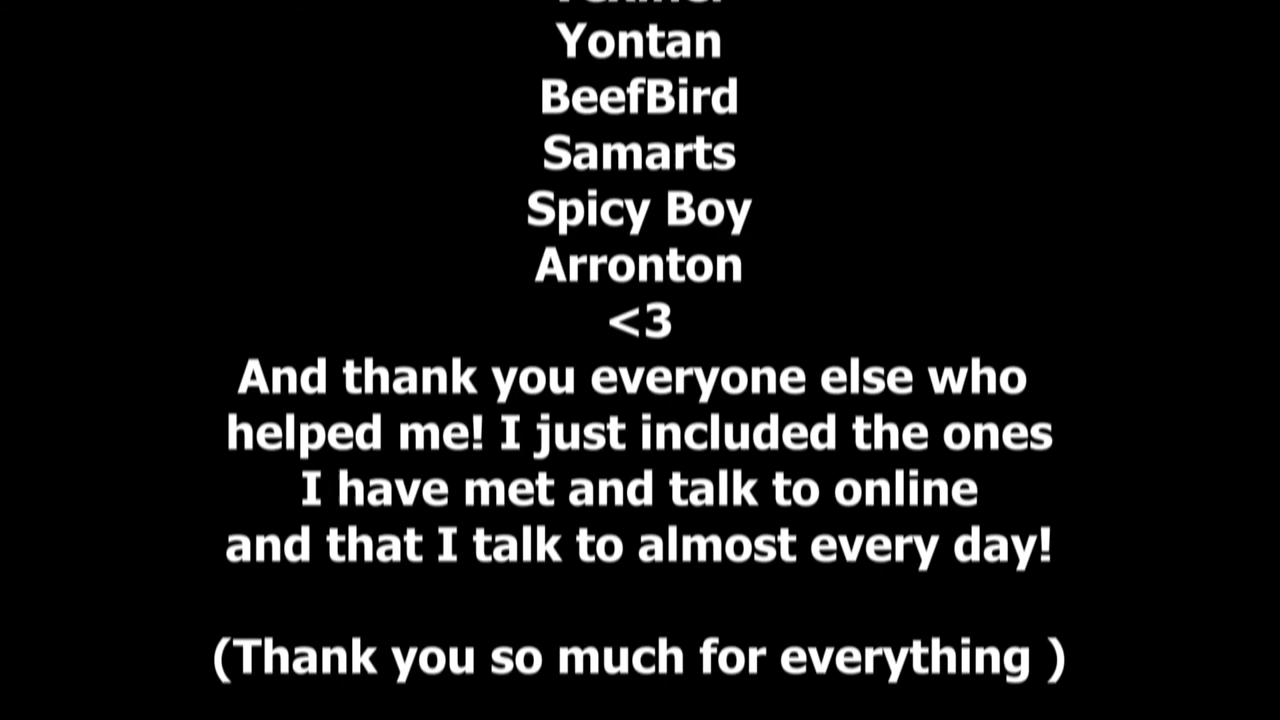 Yontan
BeefBird
Samarts
Spicy Boy
Arronton
<3
And thank you everyone else who
helped me! I just included the ones
I have met and talk to online
and that I talk to almost every day!
(Thank you so much for everything )